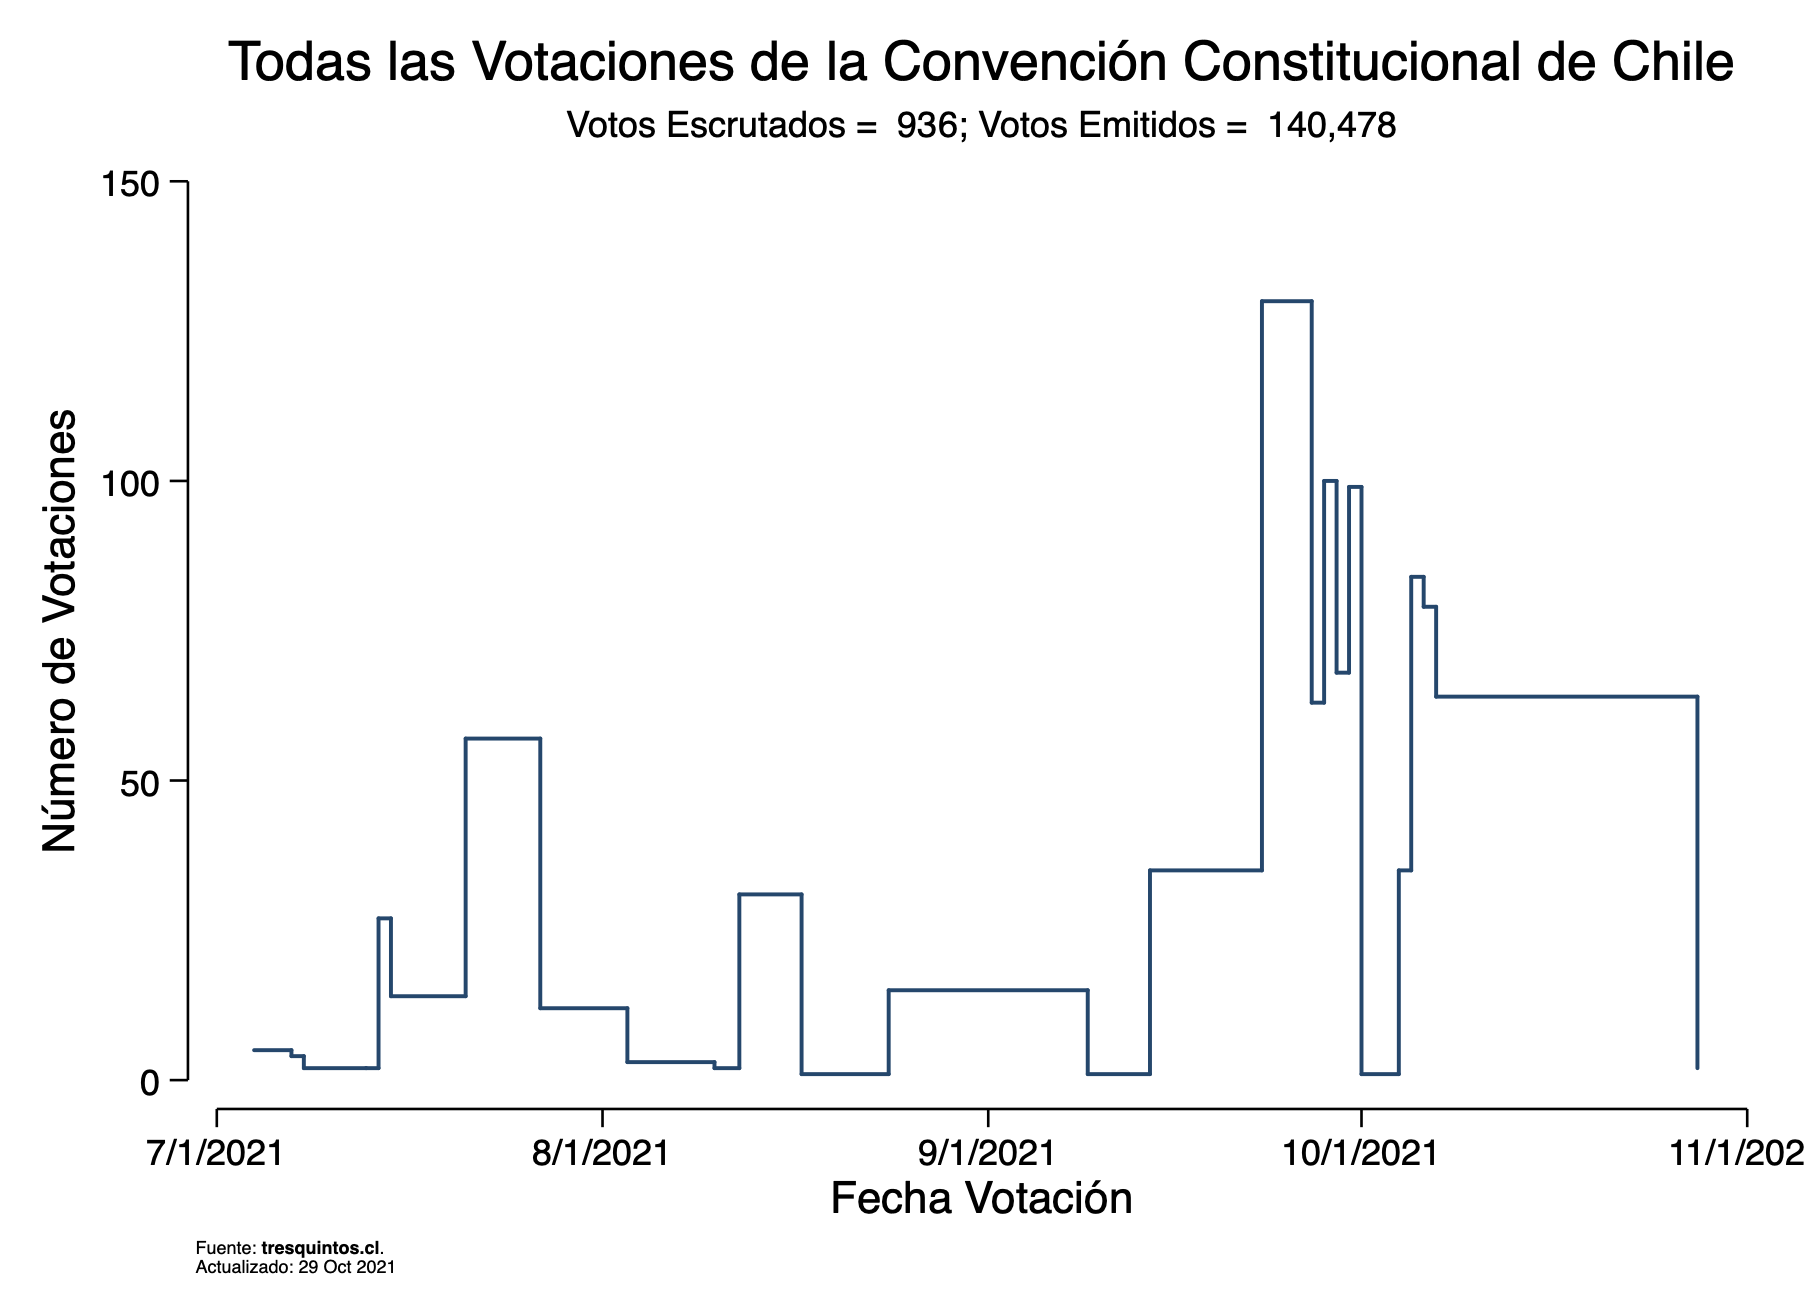 Todas las Votaciones de la Convención Constitucional de Chile
Votos Escrutados = 936; Votos Emitidos = 140,478
150
100
50
0
Número de Votaciones
7/1/2021 8/1/2021 9/1/2021 10/1/2021 11/1/202
Fecha Votación
Fuente: tresquintos.cl.
Actualizado: 29 Oct 2021